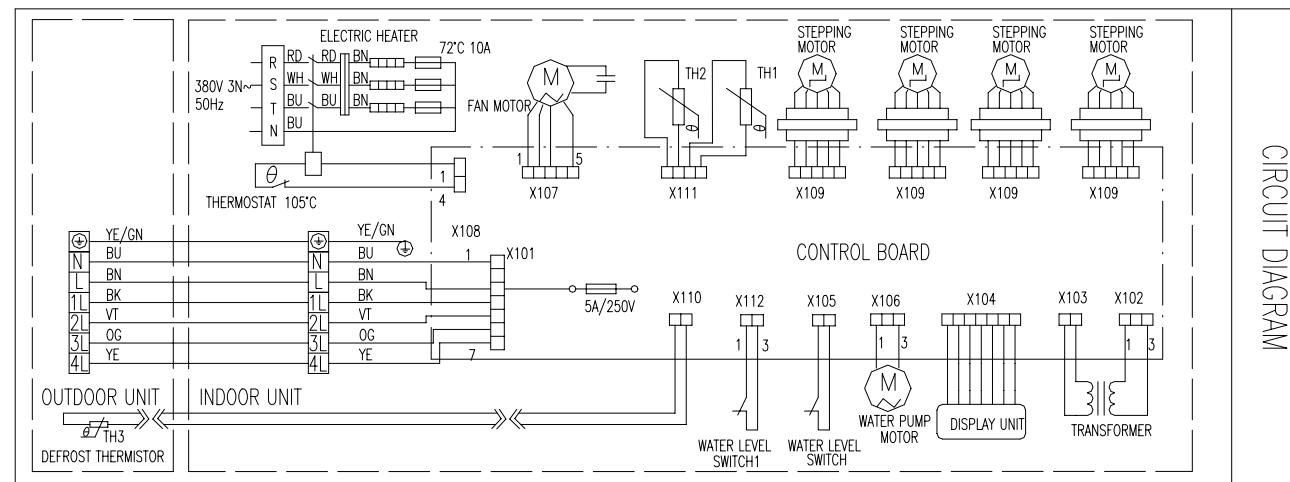 CIRCUIT DIAGRAM
ELECTRIC HEATER
72°C 10A
380V 3N~
50Hz
R RD RD BN
S WH WH BN
T BU BU BN
N BU
FAN MOTOR
M
1 5
X107
TH2 TH1
θ θ
X111
STEPPING MOTOR
M
X109
STEPPING MOTOR
M
X109
STEPPING MOTOR
M
X109
STEPPING MOTOR
M
X109
θ
THERMOSTAT 105°C
1
4
X108
YE/GN YE/GN
N BU N BU
L BN L BN
1L BK 1L BK
2L VT 2L VT
3L OG 3L OG
4L YE 4L YE
1 X101
7
5A/250V
CONTROL BOARD
X110
X112
1 3
WATER LEVEL
SWITCH1
X105
WATER LEVEL
SWITCH
X106
1 3
M
WATER PUMP
MOTOR
X104
DISPLAY UNIT
X103 X102
1 3
TRANSFORMER
OUTDOOR UNIT
INDOOR UNIT
θ TH3
DEFROST THERMISTOR